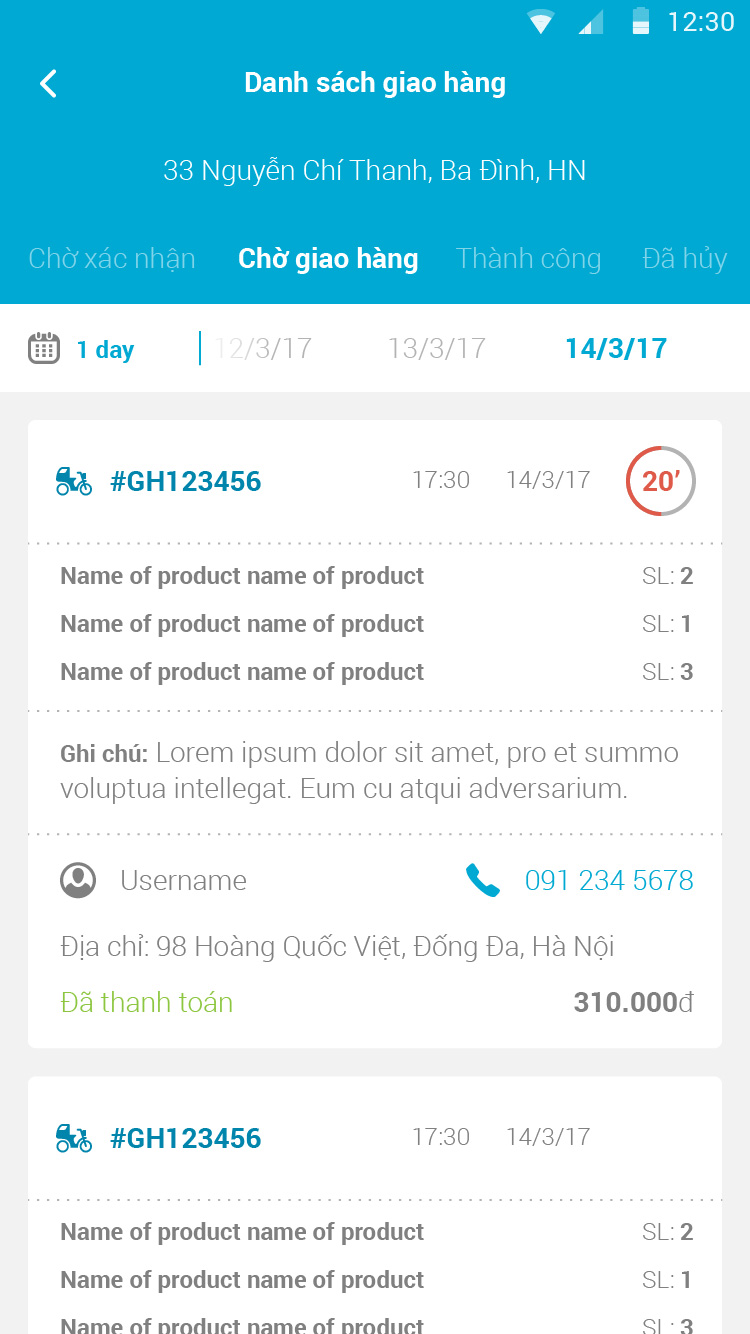 12:30
Danh sách giao hàng
33 Nguyễn Chí Thanh, Ba Đình, HN
Chờ xác nhận Chờ giao hàng Thành công Đã hủy
1 day 12/3/17 13/3/17 14/3/17
#GH123456 17:30 14/3/17 20’
Name of product name of product SL: 2
Name of product name of product SL: 1
Name of product name of product SL: 3
Ghi chú: Lorem ipsum dolor sit amet, pro et summo
voluptua intellegat. Eum cu atqui adversarium.
Username 091 234 5678
Địa chỉ: 98 Hoàng Quốc Việt, Đống Đa, Hà Nội
Đã thanh toán 310.000đ
#GH123456 17:30 14/3/17
Name of product name of product SL: 2
Name of product name of product SL: 1
Name of product name of product SL: 3